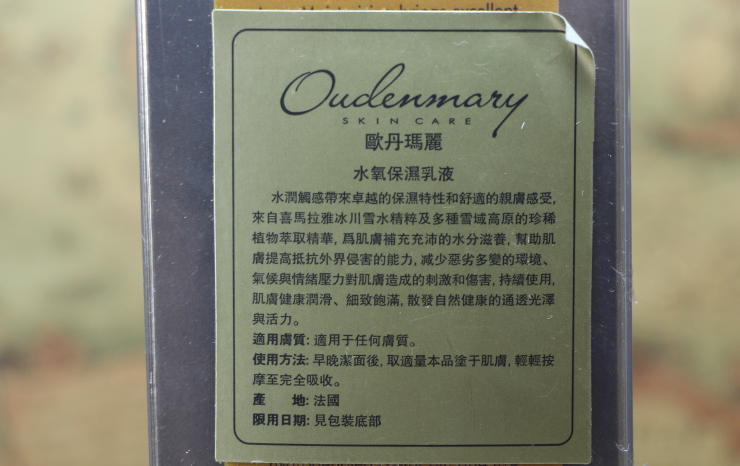 Oudenmary
SKIN CARE
歐丹瑪麗
水氧保濕乳液
水潤觸感帶來卓越的保濕特性和舒適的親膚感受,
來自喜馬拉雅冰川雪水精粹及多種雪域高原的珍稀
植物萃取精華, 爲肌膚補充充沛的水分滋養, 幫助肌
膚提高抵抗外界侵害的能力, 减少惡劣多變的環境、
氣候與情緒壓力對肌膚造成的刺激和傷害, 持續使用,
肌膚健康潤滑、細致飽滿, 散發自然健康的通透光澤
與活力。
適用膚質: 適用于任何膚質。
使用方法: 早晚潔面後, 取適量本品塗于肌膚, 輕輕按
摩至完全吸收。
產 地: 法國
限用日期: 見包裝底部